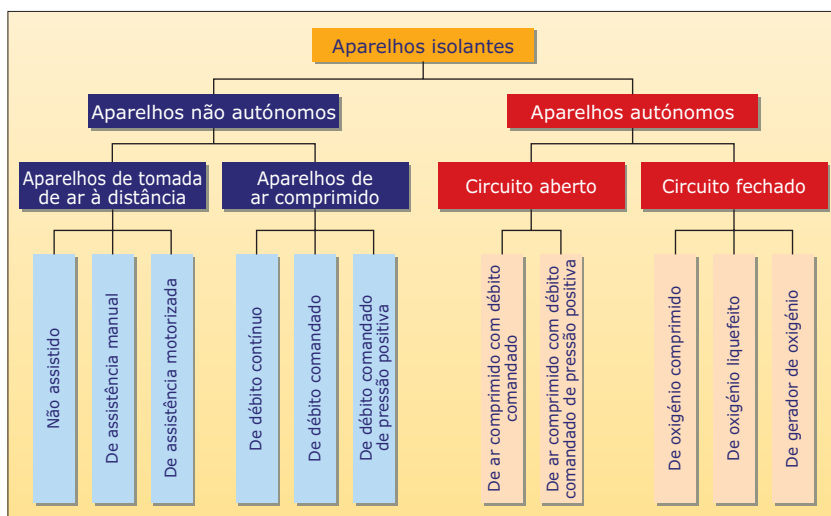 Aparelhos isolantes
Aparelhos não autónomos
Aparelhos autónomos
Aparelhos de tomada
de ar à distância
Aparelhos de
ar comprimido
Circuito aberto
Circuito fechado
Não assistido
De assistência manual
De assistência motorizada
De débito contínuo
De débito comandado
De débito comandado
de pressão positiva
De ar comprimido com débito
comandado
De ar comprimido com débito
comandado de pressão positiva
De oxigénio comprimido
De oxigénio liquefeito
De gerador de oxigénio